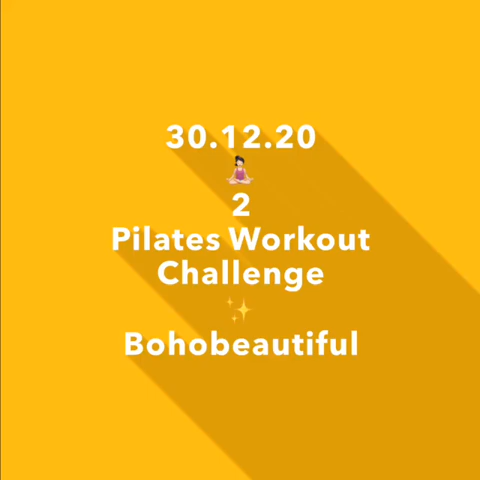 30.12.20
🧘🏻‍♀️
2
Pilates Workout
Challenge
✨
Bohobeautiful